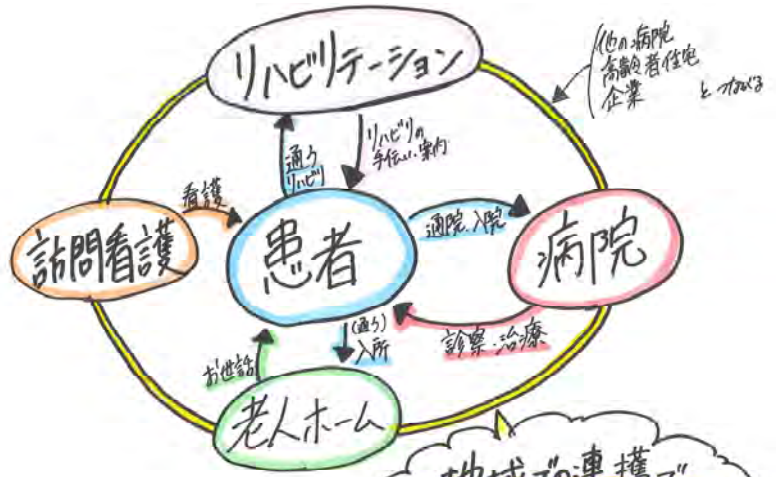 リハビリテーション
他の病院
高齢者住宅
企業
とつながる
通う
リハビリ
リハビリの
手伝い・案内
看護
訪問看護
患者
通院、入院
病院
診察・治療
(通う)
入所
お世話
老人ホーム
地域での連携で